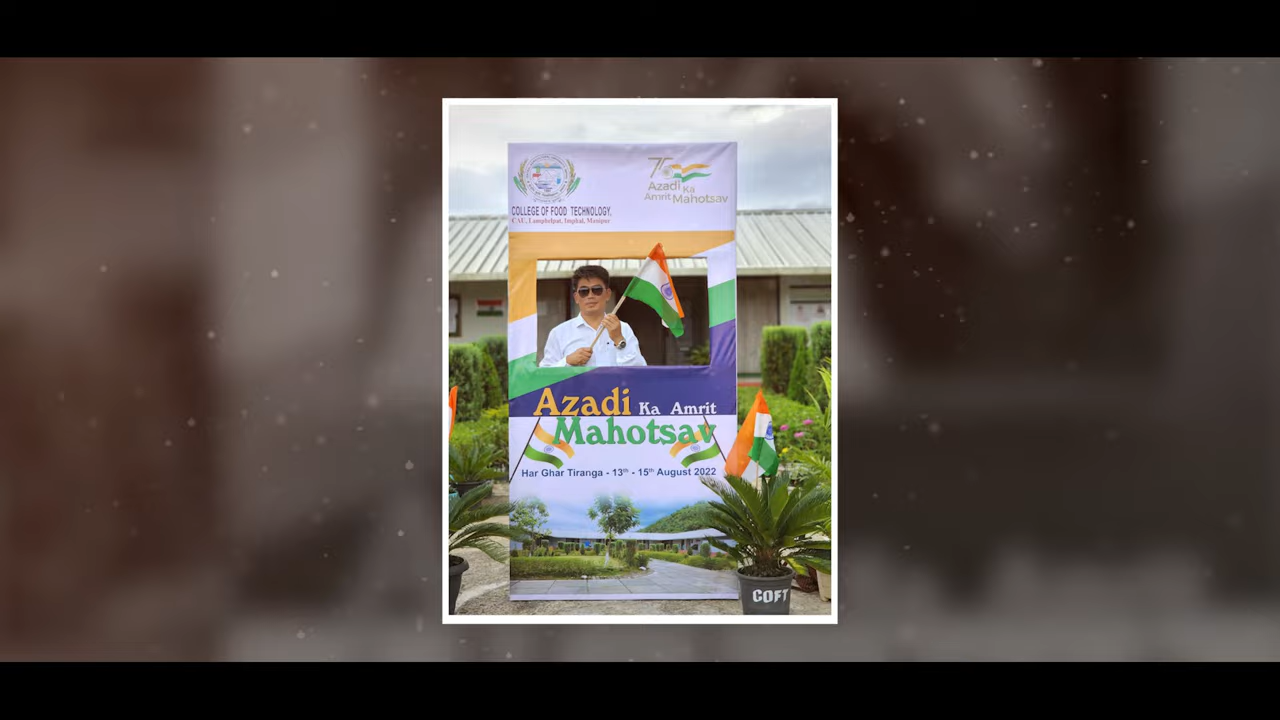 75
Azadi Ka
Amrit Mahotsav
COLLEGE OF FOOD TECHNOLOGY,
CAU, Lamphelpat, Imphal, Manipur
Azadi Ka Amrit
Mahotsav
Har Ghar Tiranga - 13th - 15th August 2022
COFT